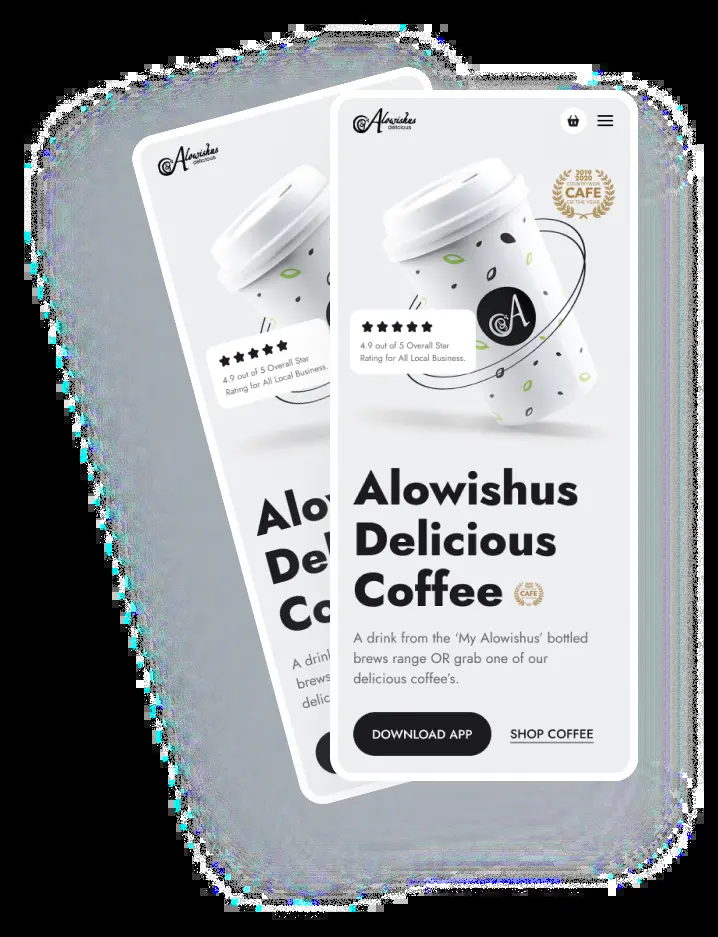 Alowishus
delicious
4.9 out of 5 Overall Star
Rating for All Local Business.
Alo
Del
Co
A drink
brews
delic
Alowishus
delicious
2019
2020
COUNTRYWIDE
CAFE
OF THE YEAR
A
4.9 out of 5 Overall Star
Rating for All Local Business.
Alowishus
Delicious
Coffee
CAFE
A drink from the ‘My Alowishus’ bottled
brews range OR grab one of our
delicious coffee’s.
DOWNLOAD APP
SHOP COFFEE